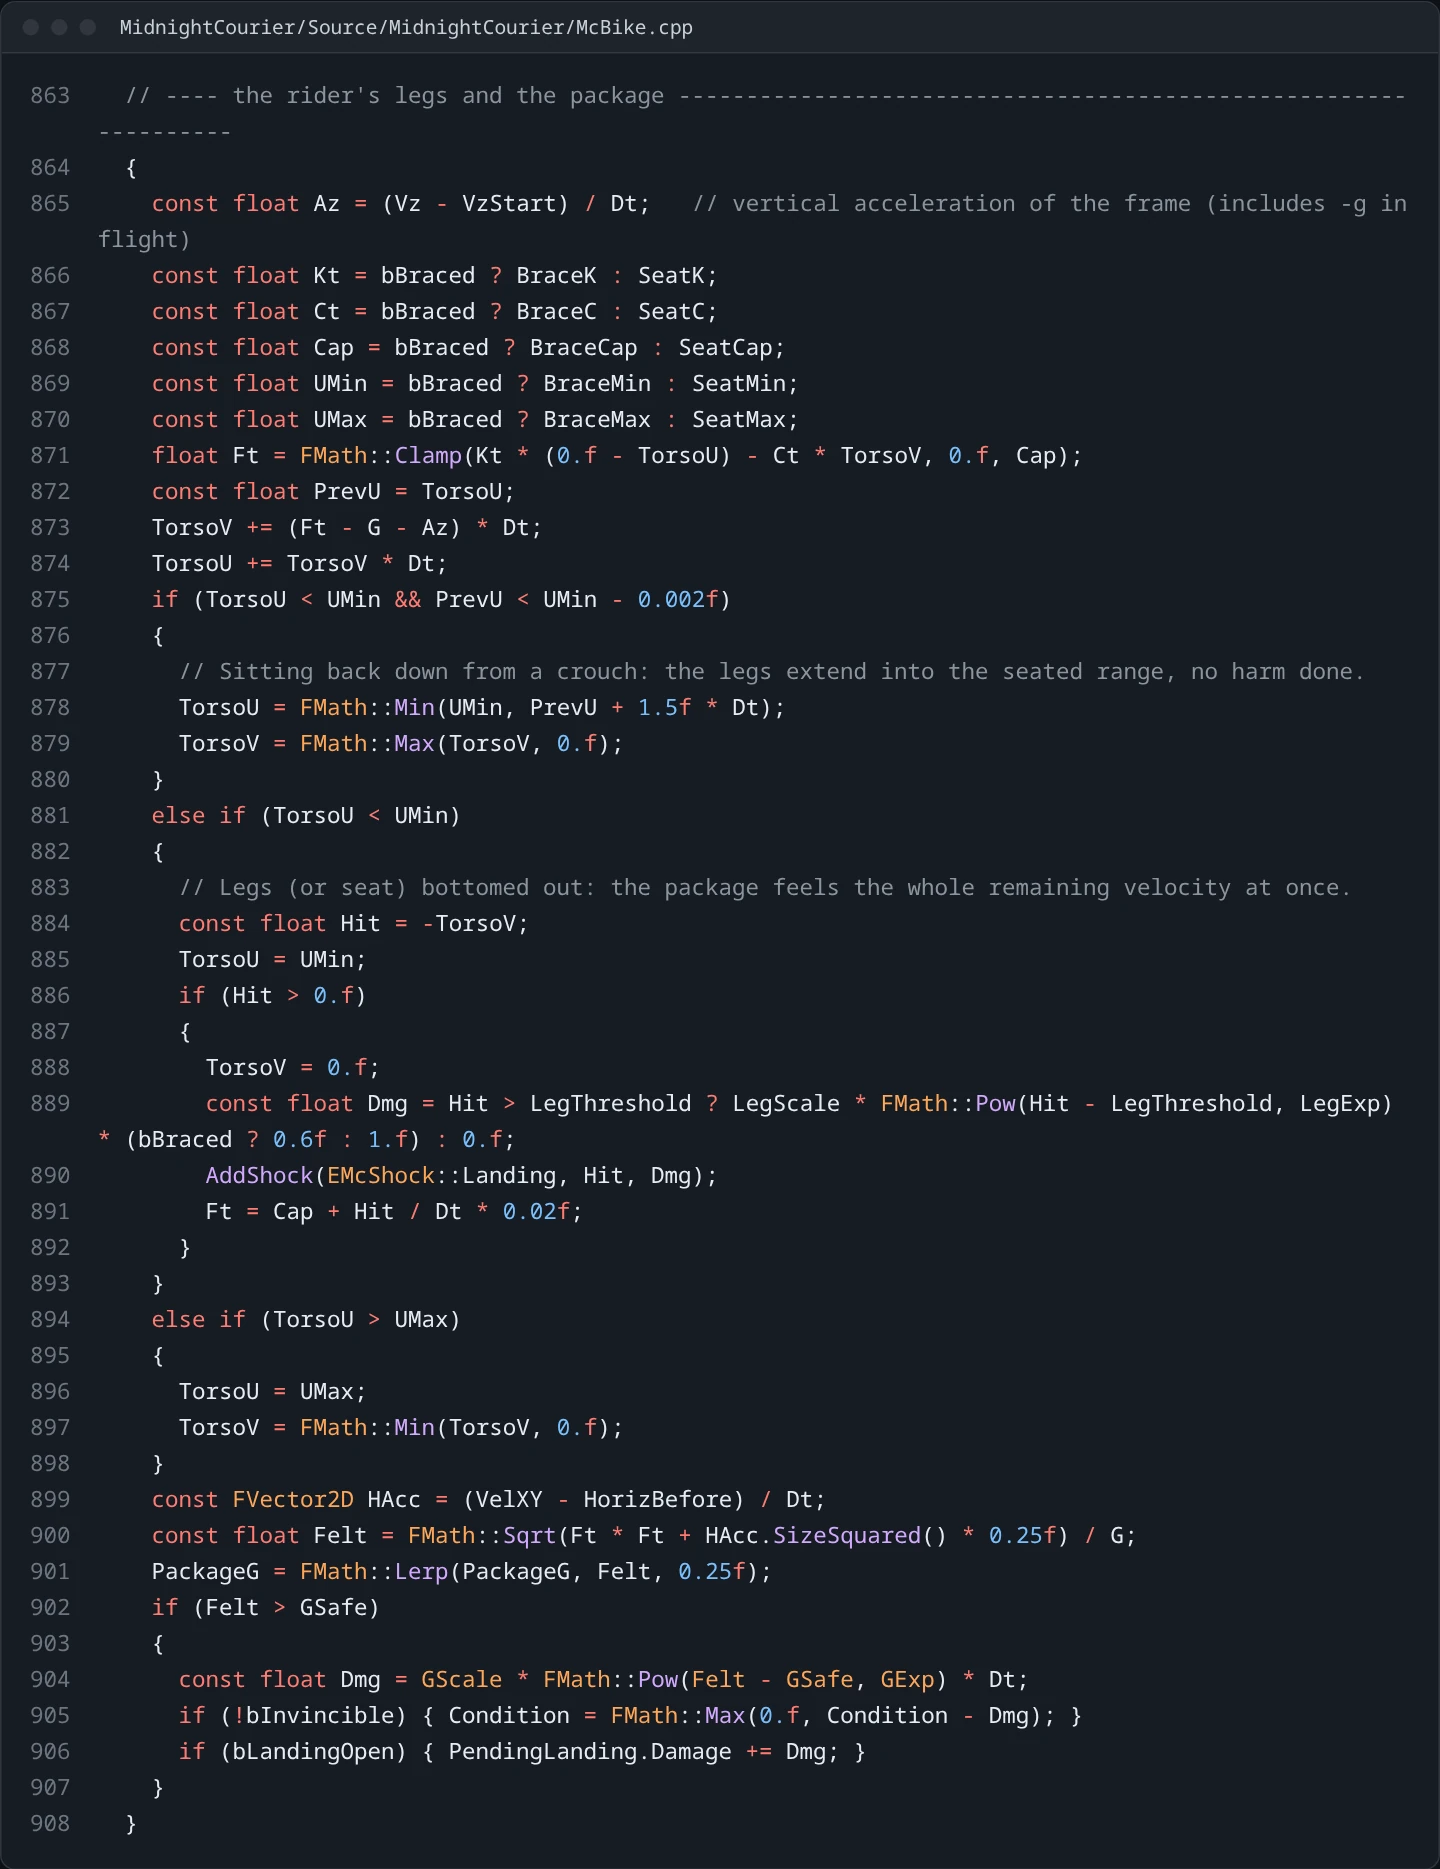 MidnightCourier/Source/MidnightCourier/McBike.cpp
863   // ---- the rider's legs and the package ------------------------------------------------------
----------
864   {
865     const float Az = (Vz - VzStart) / Dt;   // vertical acceleration of the frame (includes -g in
flight)
866     const float Kt = bBraced ? BraceK : SeatK;
867     const float Ct = bBraced ? BraceC : SeatC;
868     const float Cap = bBraced ? BraceCap : SeatCap;
869     const float UMin = bBraced ? BraceMin : SeatMin;
870     const float UMax = bBraced ? BraceMax : SeatMax;
871     float Ft = FMath::Clamp(Kt * (0.f - TorsoU) - Ct * TorsoV, 0.f, Cap);
872     const float PrevU = TorsoU;
873     TorsoV += (Ft - G - Az) * Dt;
874     TorsoU += TorsoV * Dt;
875     if (TorsoU < UMin && PrevU < UMin - 0.002f)
876     {
877       // Sitting back down from a crouch: the legs extend into the seated range, no harm done.
878       TorsoU = FMath::Min(UMin, PrevU + 1.5f * Dt);
879       TorsoV = FMath::Max(TorsoV, 0.f);
880     }
881     else if (TorsoU < UMin)
882     {
883       // Legs (or seat) bottomed out: the package feels the whole remaining velocity at once.
884       const float Hit = -TorsoV;
885       TorsoU = UMin;
886       if (Hit > 0.f)
887       {
888         TorsoV = 0.f;
889         const float Dmg = Hit > LegThreshold ? LegScale * FMath::Pow(Hit - LegThreshold, LegExp)
* (bBraced ? 0.6f : 1.f) : 0.f;
890         AddShock(EMcShock::Landing, Hit, Dmg);
891         Ft = Cap + Hit / Dt * 0.02f;
892       }
893     }
894     else if (TorsoU > UMax)
895     {
896       TorsoU = UMax;
897       TorsoV = FMath::Min(TorsoV, 0.f);
898     }
899     const FVector2D HAcc = (VelXY - HorizBefore) / Dt;
900     const float Felt = FMath::Sqrt(Ft * Ft + HAcc.SizeSquared() * 0.25f) / G;
901     PackageG = FMath::Lerp(PackageG, Felt, 0.25f);
902     if (Felt > GSafe)
903     {
904       const float Dmg = GScale * FMath::Pow(Felt - GSafe, GExp) * Dt;
905       if (!bInvincible) { Condition = FMath::Max(0.f, Condition - Dmg); }
906       if (bLandingOpen) { PendingLanding.Damage += Dmg; }
907     }
908   }